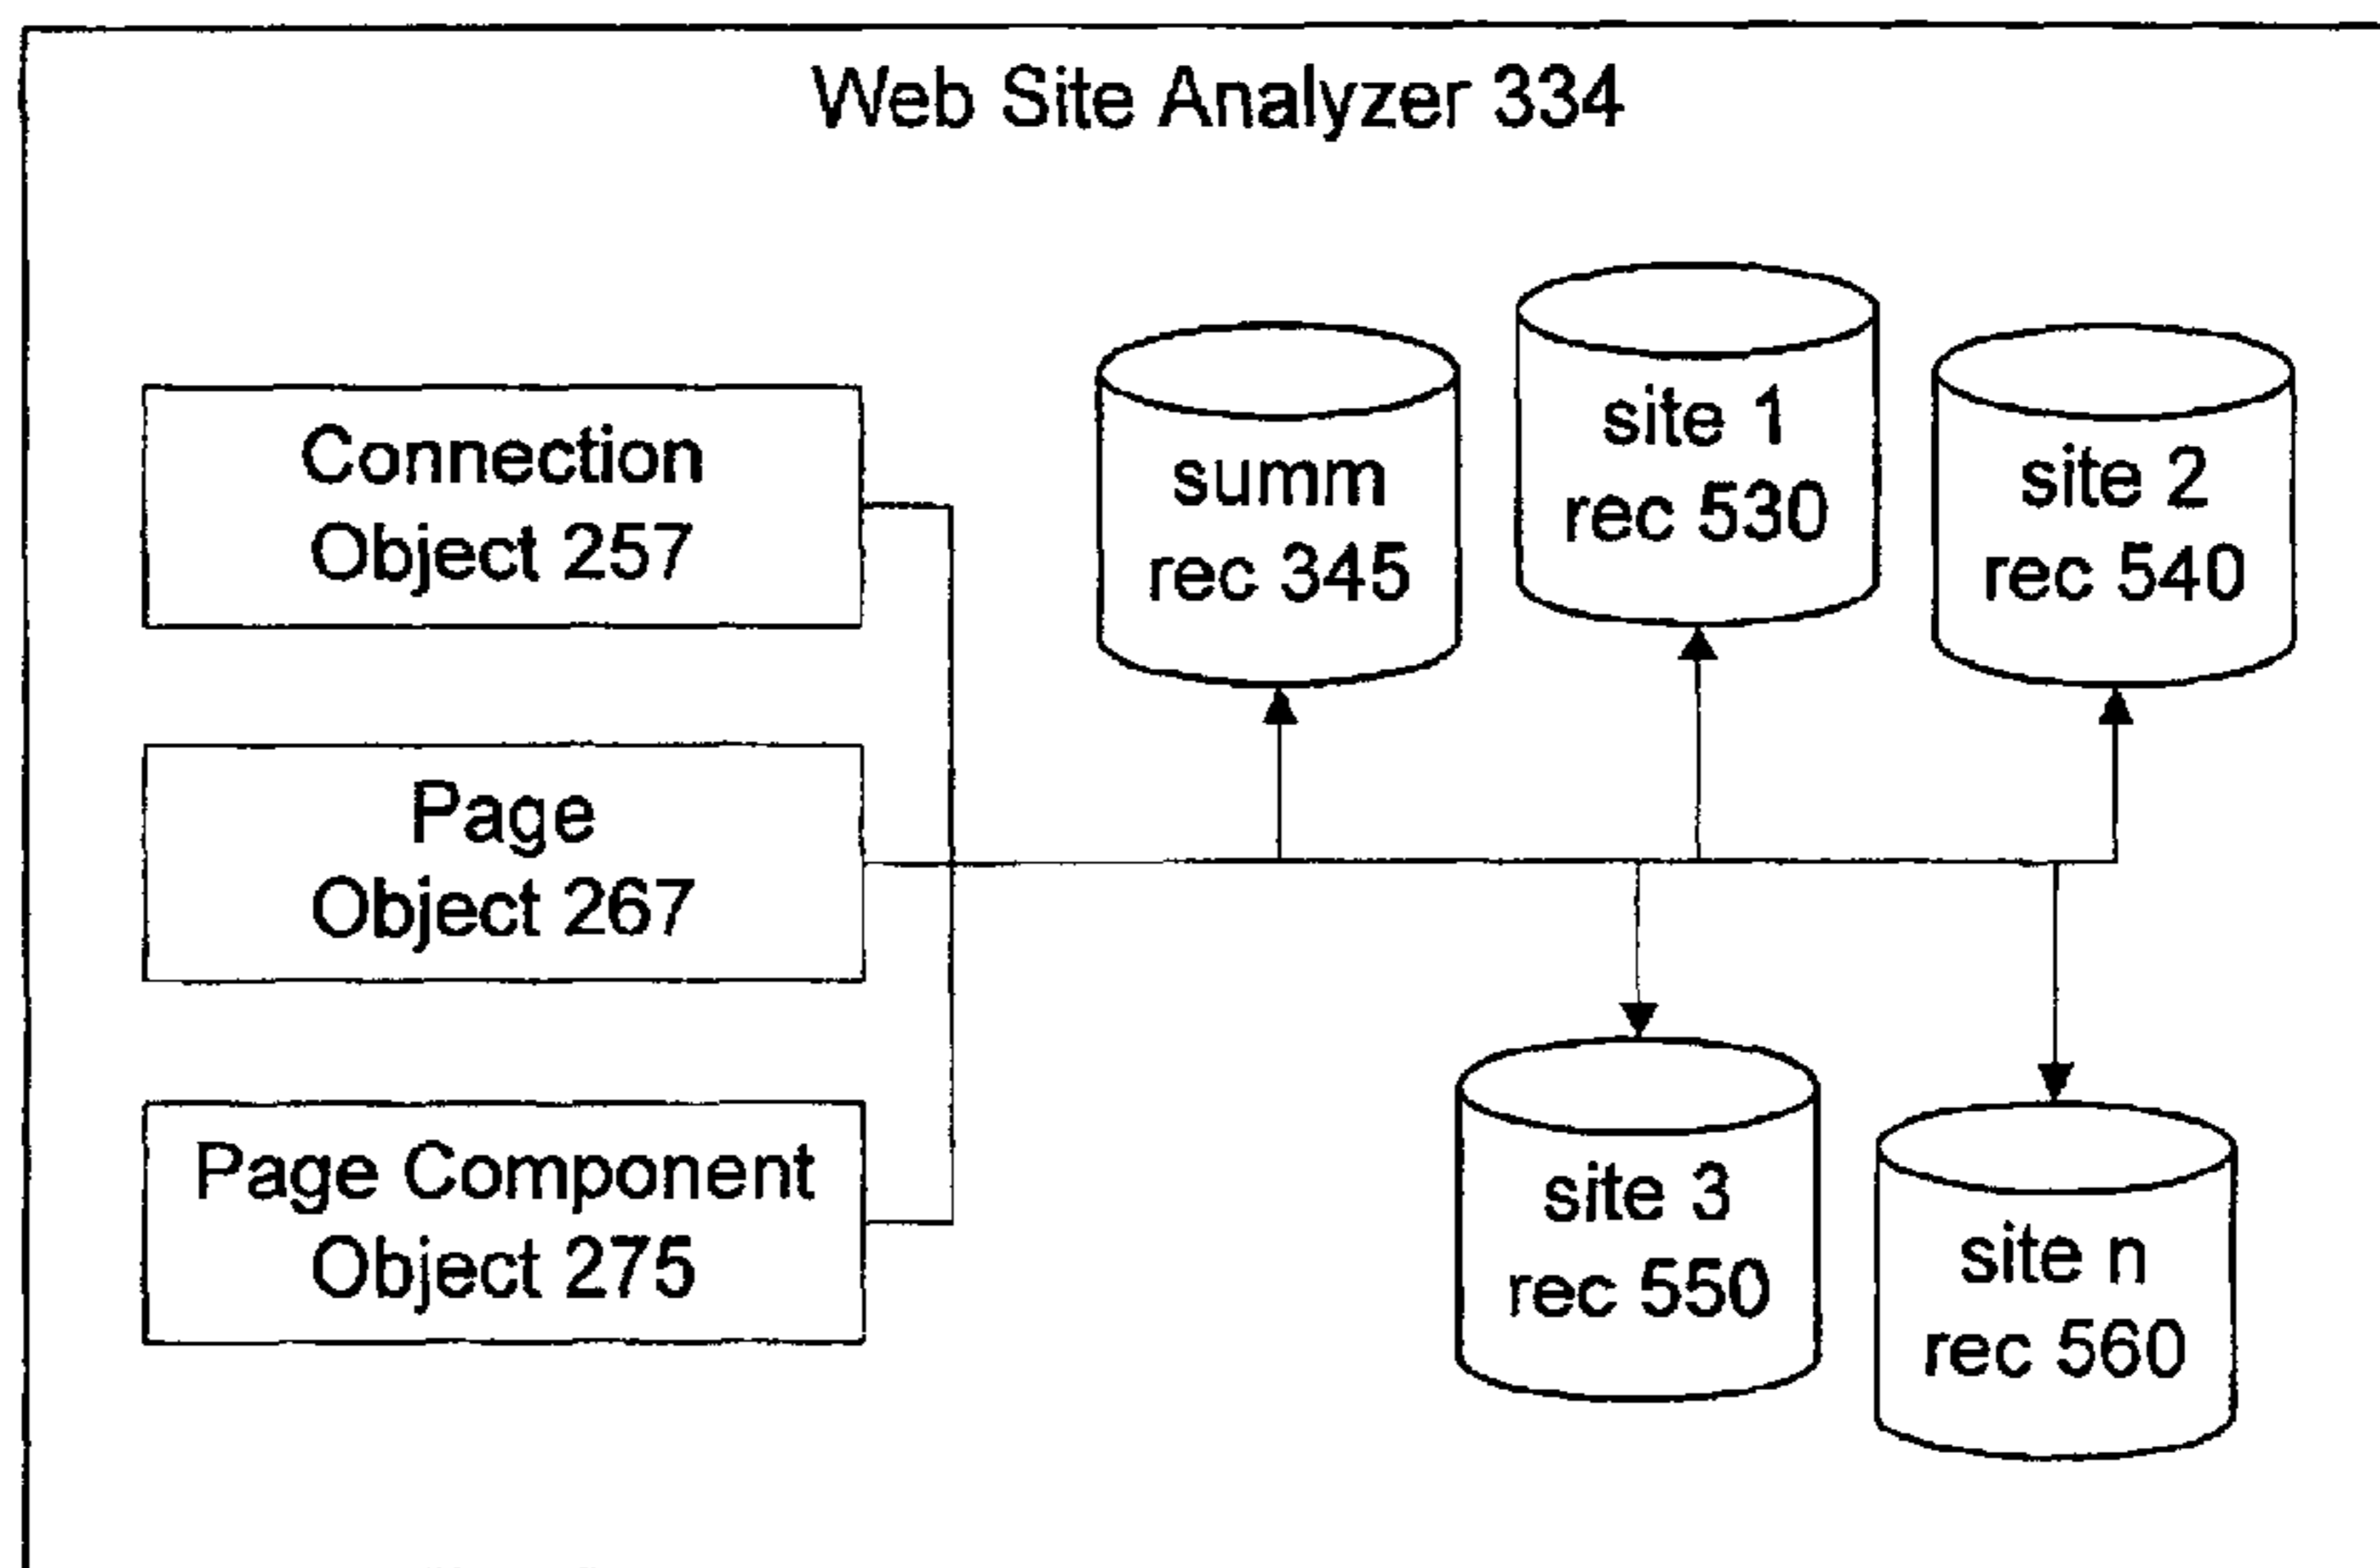 Web Site Analyzer 334
Connection
Object 257
Page
Object 267
Page Component
Object 275
summ
rec 345
site 1
rec 530
site 2
rec 540
site 3
rec 550
site n
rec 560